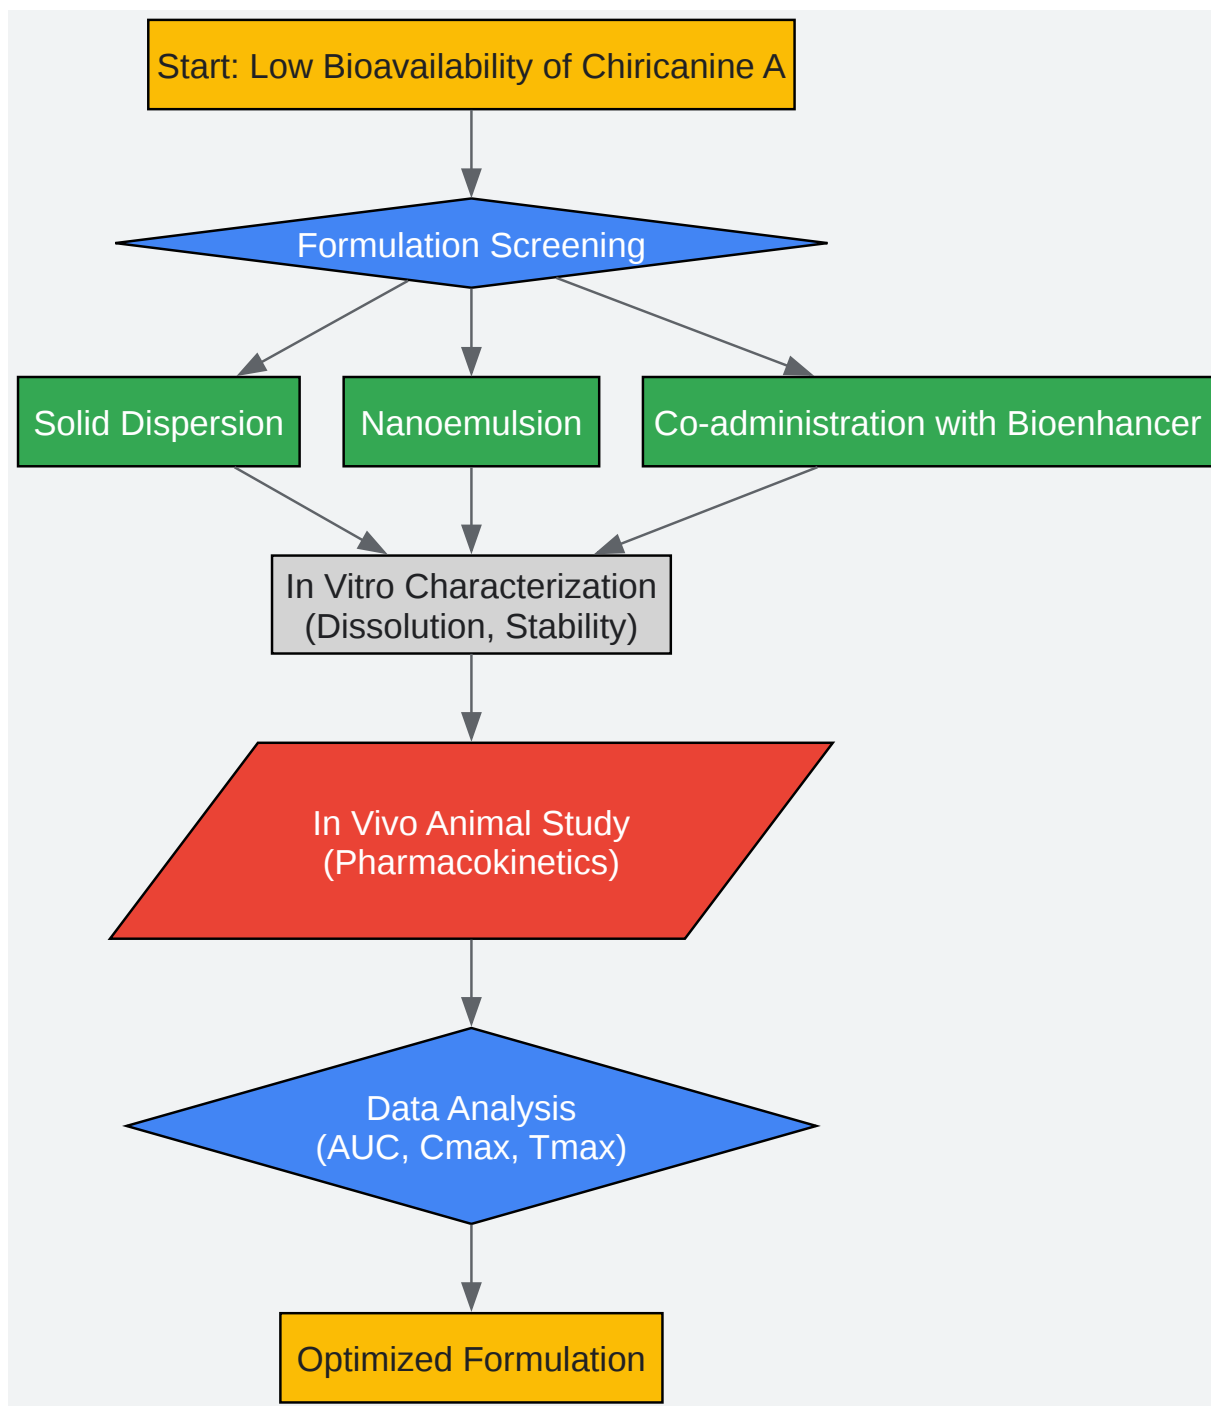 Start: Low Bioavailability of Chiricanine A
Formulation Screening
Solid Dispersion
Nanoemulsion
Co-administration with Bioenhancer
In Vitro Characterization
(Dissolution, Stability)
In Vivo Animal Study
(Pharmacokinetics)
Data Analysis
(AUC, Cmax, Tmax)
Optimized Formulation